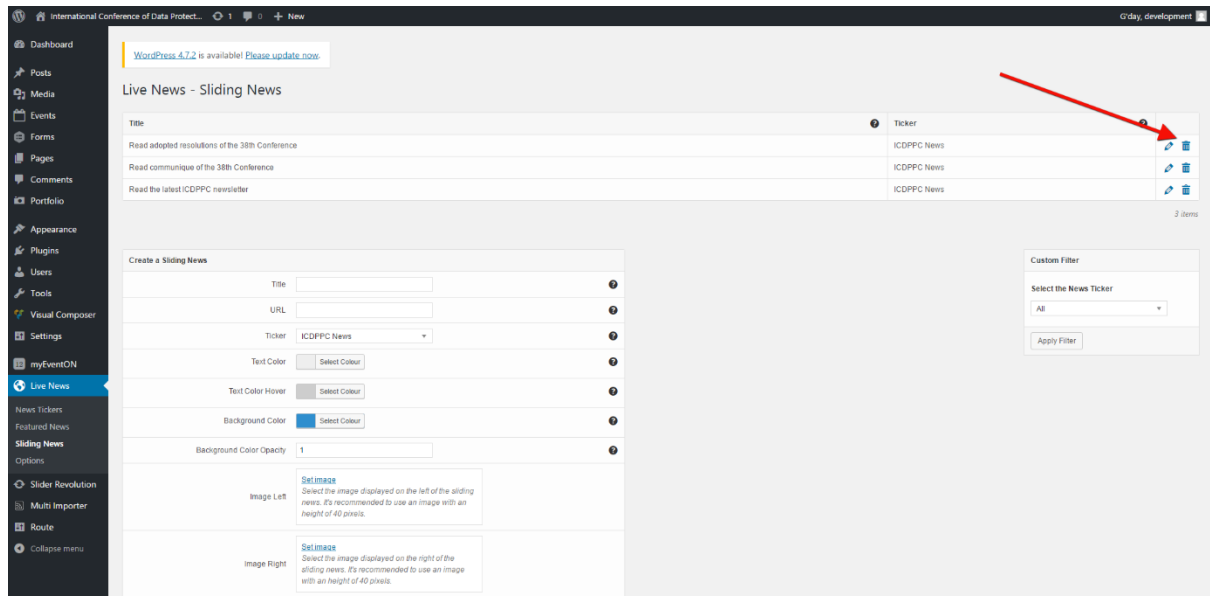 International Conference of Data Protect... 1 0 + New G'day, development
Dashboard
Posts
Media
Events
Forms
Pages
Comments
Portfolio
Appearance
Plugins
Users
Tools
Visual Composer
Settings
myEventON
Live News
News Tickers
Featured News
Sliding News
Options
Slider Revolution
Multi Importer
Route
Collapse menu
WordPress 4.7.2 is available! Please update now.
Live News - Sliding News
Title Ticker
Read adopted resolutions of the 38th Conference ICDPPC News
Read communique of the 38th Conference ICDPPC News
Read the latest ICDPPC newsletter ICDPPC News
3 items
Create a Sliding News
Title
URL
Ticker ICDPPC News
Text Color Select Colour
Text Color Hover Select Colour
Background Color Select Colour
Background Color Opacity 1
Image Left
Set image
Select the image displayed on the left of the sliding
news. It's recommended to use an image with an
height of 40 pixels.
Image Right
Set image
Select the image displayed on the right of the
sliding news. It's recommended to use an image
with an height of 40 pixels.
Custom Filter
Select the News Ticker
All
Apply Filter